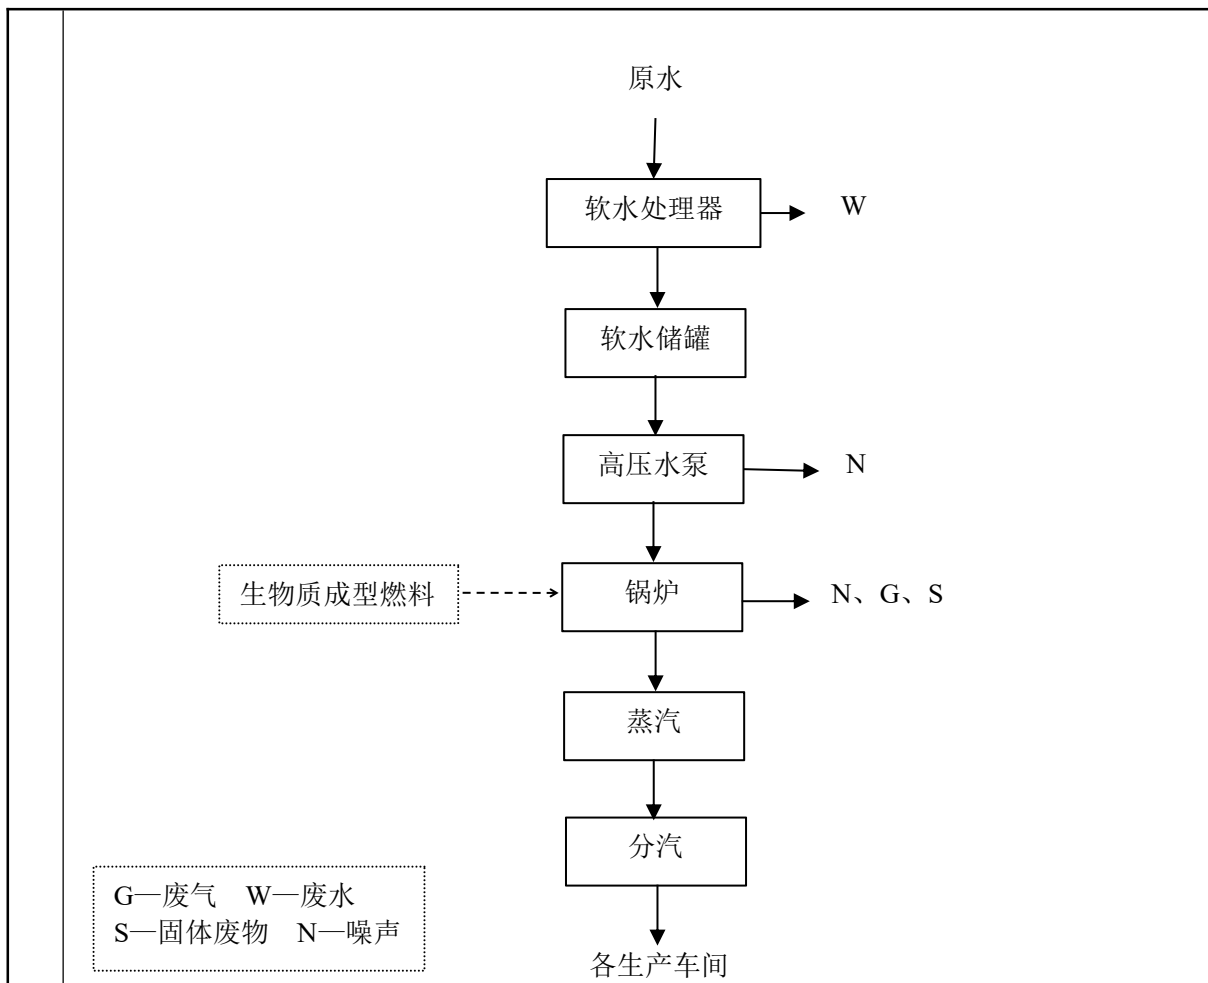 原水
软水处理器
W
软水储罐
高压水泵
N
生物质成型燃料
锅炉
N、G、S
蒸汽
分汽
G—废气 W—废水
S—固体废物 N—噪声
各生产车间